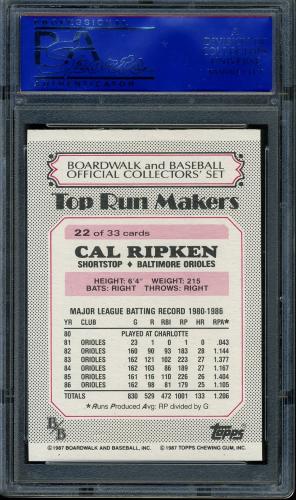 PROFESSIONAL
PSA
AUTHENTICATOR
A
DIVISION OF
COLLECTORS
UNIVERSE
BOARDWALK and BASEBALL
OFFICIAL COLLECTORS' SET
Top Run Makers
22 of 33 cards
CAL RIPKEN
SHORTSTOP ♦ BALTIMORE ORIOLES
HEIGHT: 6'4" WEIGHT: 215
BATS: RIGHT THROWS: RIGHT
MAJOR LEAGUE BATTING RECORD 1980-1986
YR CLUB G R RBI RP HR RPA*
80 PLAYED AT CHARLOTTE
81 ORIOLES 23 1 0 1 0 .043
82 ORIOLES 160 90 93 183 28 1.144
83 ORIOLES 162 121 102 223 27 1.377
84 ORIOLES 162 103 86 189 27 1.167
85 ORIOLES 161 116 110 226 26 1.404
86 ORIOLES 162 98 81 179 25 1.105
TOTALS 830 529 472 1001 133 1.206
*Runs Produced Avg: RP divided by G
B/B
topps
©1987 BOARDWALK AND BASEBALL, INC. © 1987 TOPPS CHEWING GUM, INC.